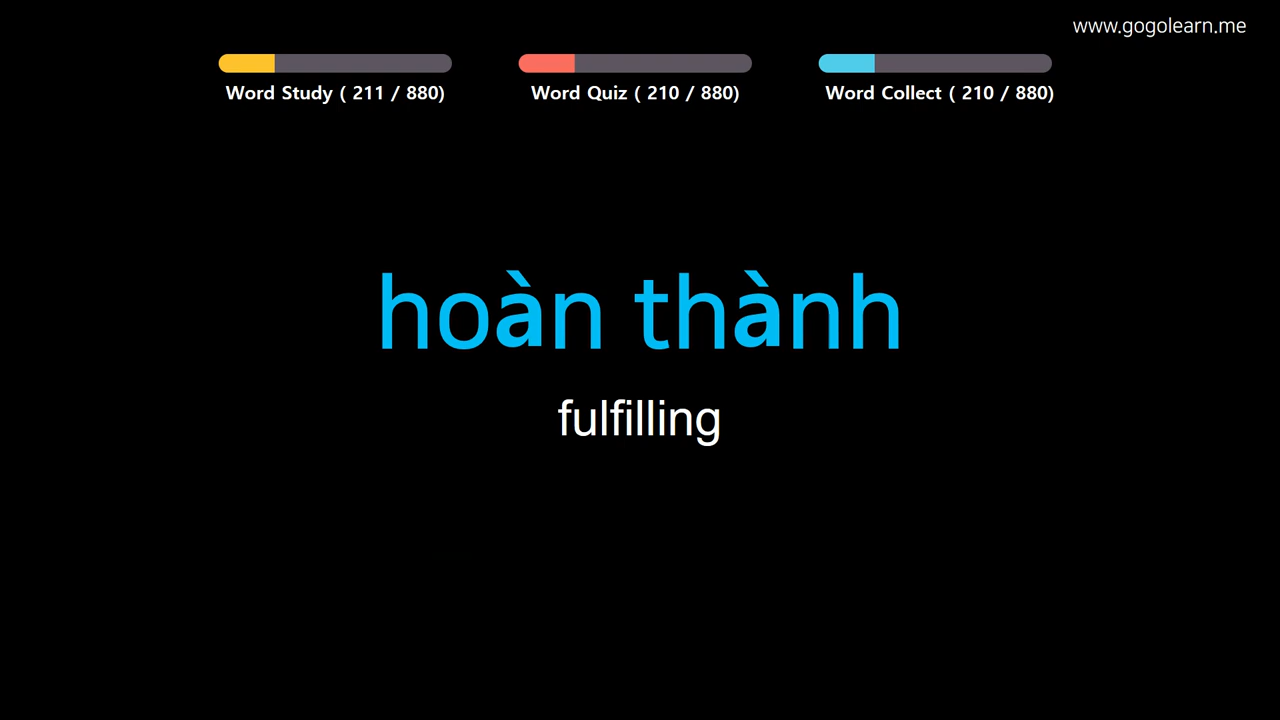 www.gogolearn.me
Word Study ( 211 / 880)
Word Quiz ( 210 / 880)
Word Collect ( 210 / 880)
hoàn thành
fulfilling